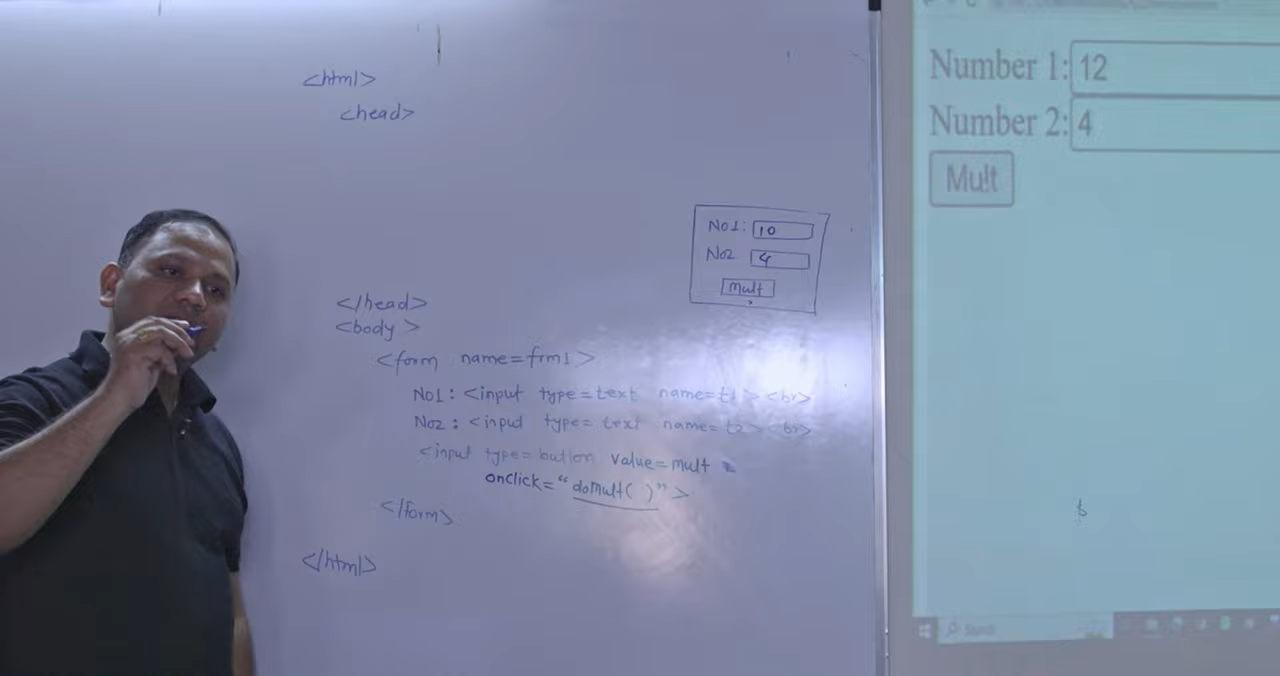 <html>
<head>
</head>
<body >
<form name=frm1>
No1: <input type=text name=t1><br>
No2: <input type=text name=t2><br>
<input type=button value=mult
onclick="doMult( )">
</form>
</html>
No1: 10
No2 4
Mult
Number 1: 12
Number 2: 4
Mult
Search